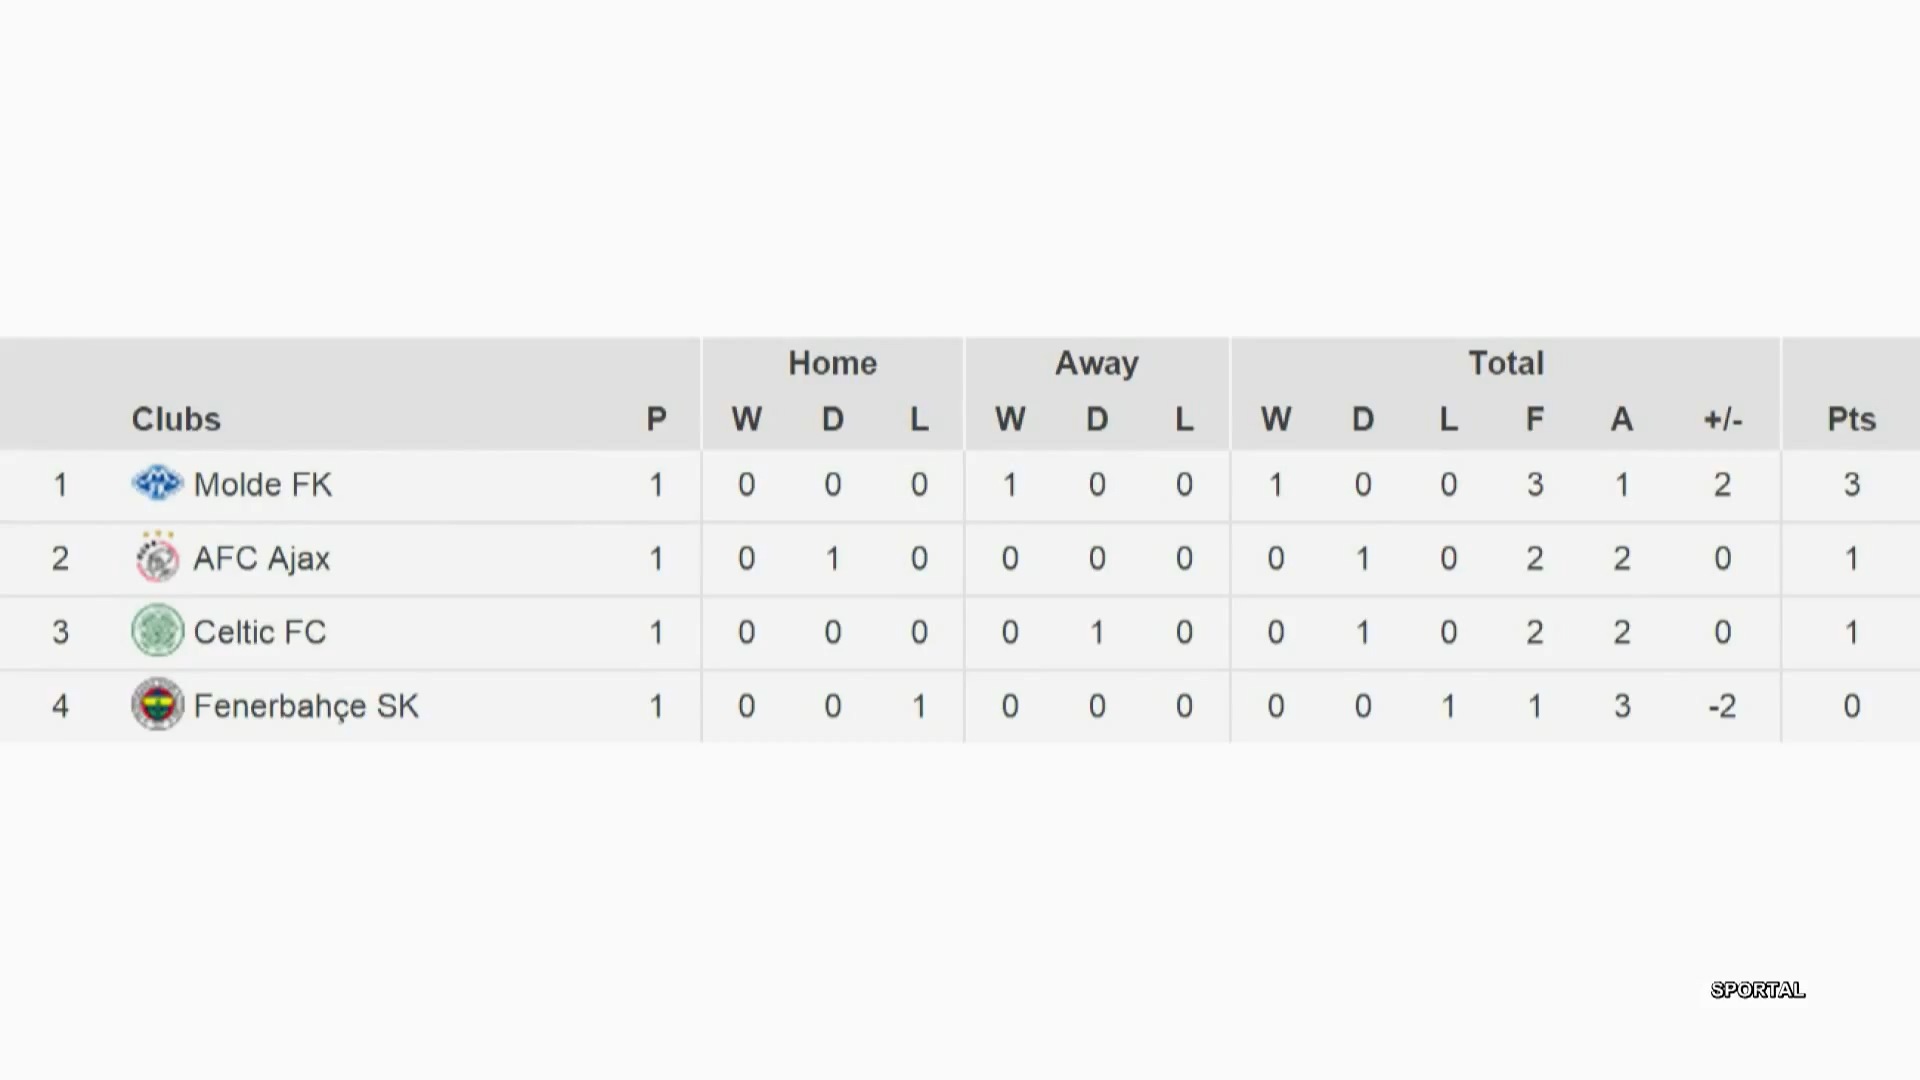 Home Away Total
Clubs P W D L W D L W D L F A +/- Pts
1 Molde FK 1 0 0 0 1 0 0 1 0 0 3 1 2 3
2 AFC Ajax 1 0 1 0 0 0 0 0 1 0 2 2 0 1
3 Celtic FC 1 0 0 0 0 1 0 0 1 0 2 2 0 1
4 Fenerbahçe SK 1 0 0 1 0 0 0 0 0 1 1 3 -2 0
SPORTAL